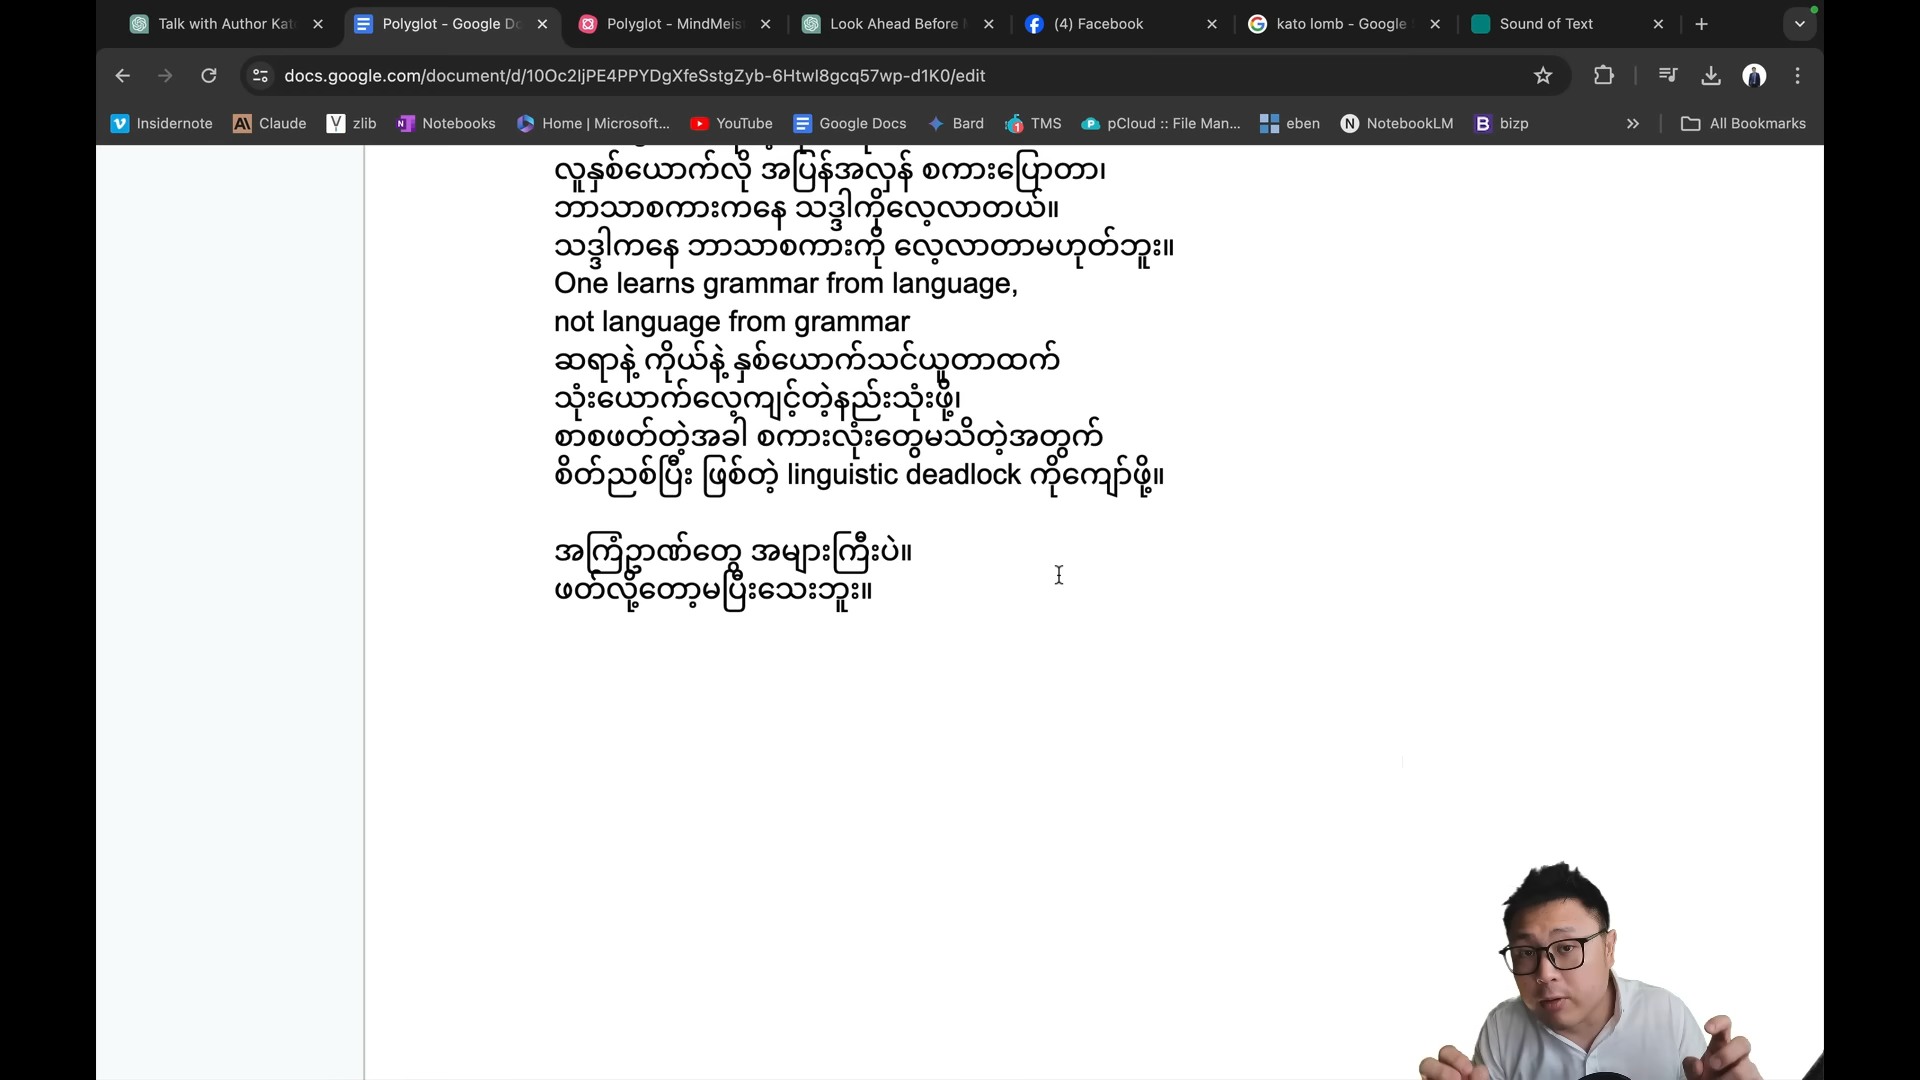 Talk with Author Kato
Polyglot - Google Do
Polyglot - MindMeis
Look Ahead Before
(4) Facebook
kato lomb - Google
Sound of Text
docs.google.com/document/d/10Oc2ljPE4PPYDgXfeSstgZyb-6Htwl8gcq57wp-d1K0/edit
Insidernote
Claude
zlib
Notebooks
Home | Microsoft...
YouTube
Google Docs
Bard
TMS
pCloud :: File Man...
eben
NotebookLM
bizp
All Bookmarks
လူနှစ်ယောက်လို အပြန်အလှန် စကားပြောတာ၊
ဘာသာစကားကနေ သဒ္ဒါကိုလေ့လာတယ်။
သဒ္ဒါကနေ ဘာသာစကားကို လေ့လာတာမဟုတ်ဘူး။
One learns grammar from language,
not language from grammar
ဆရာနဲ့ ကိုယ်နဲ့ နှစ်ယောက်သင်ယူတာထက်
သုံးယောက်လေ့ကျင့်တဲ့နည်းသုံးဖို့၊
စာစဖတ်တဲ့အခါ စကားလုံးတွေမသိတဲ့အတွက်
စိတ်ညစ်ပြီး ဖြစ်တဲ့ linguistic deadlock ကိုကျော်ဖို့။
အကြံဥာဏ်တွေ အများကြီးပဲ။
ဖတ်လို့တော့မပြီးသေးဘူး။